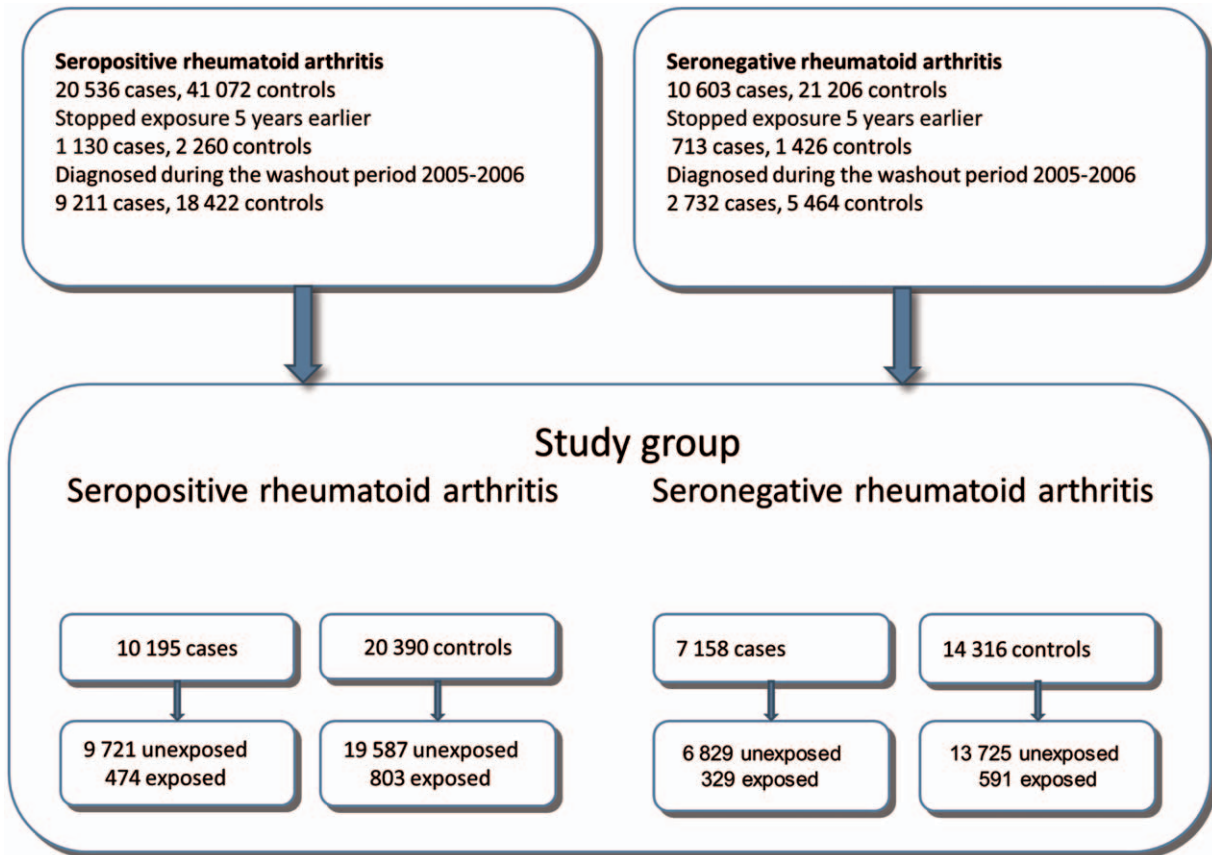 Seropositive rheumatoid arthritis
20 536 cases, 41 072 controls
Stopped exposure 5 years earlier
1 130 cases, 2 260 controls
Diagnosed during the washout period 2005-2006
9 211 cases, 18 422 controls
Seronegative rheumatoid arthritis
10 603 cases, 21 206 controls
Stopped exposure 5 years earlier
713 cases, 1 426 controls
Diagnosed during the washout period 2005-2006
2 732 cases, 5 464 controls
Study group
Seropositive rheumatoid arthritis
Seronegative rheumatoid arthritis
10 195 cases
20 390 controls
7 158 cases
14 316 controls
9 721 unexposed
474 exposed
19 587 unexposed
803 exposed
6 829 unexposed
329 exposed
13 725 unexposed
591 exposed